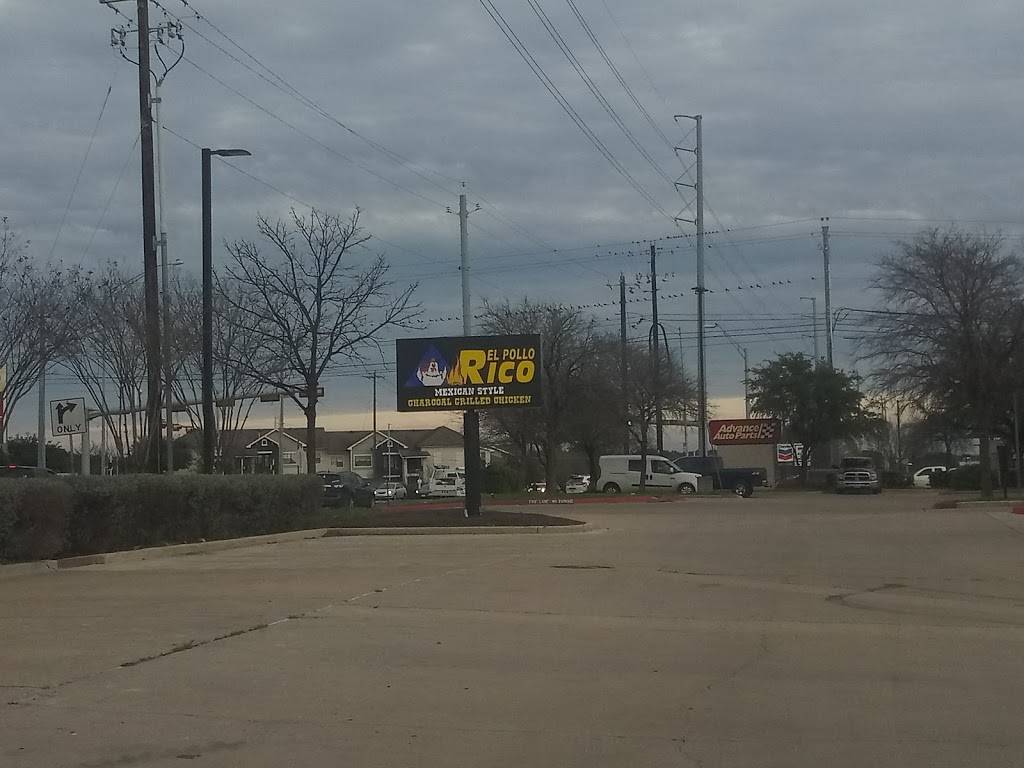 ONLY
EL POLLO
RICO
MEXICAN STYLE
CHARCOAL GRILLED CHICKEN
Advance
Auto Parts